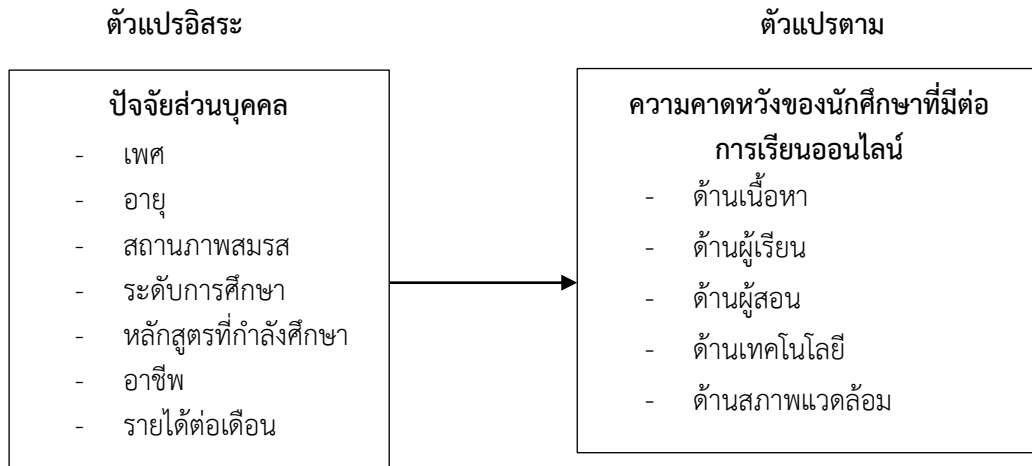 ตัวแปรอิสระ
ปัจจัยส่วนบุคคล
- เพศ
- อายุ
- สถานภาพสมรส
- ระดับการศึกษา
- หลักสูตรที่กำลังศึกษา
- อาชีพ
- รายได้ต่อเดือน
ตัวแปรตาม
ความคาดหวังของนักศึกษาที่มีต่อ
การเรียนออนไลน์
- ด้านเนื้อหา
- ด้านผู้เรียน
- ด้านผู้สอน
- ด้านเทคโนโลยี
- ด้านสภาพแวดล้อม